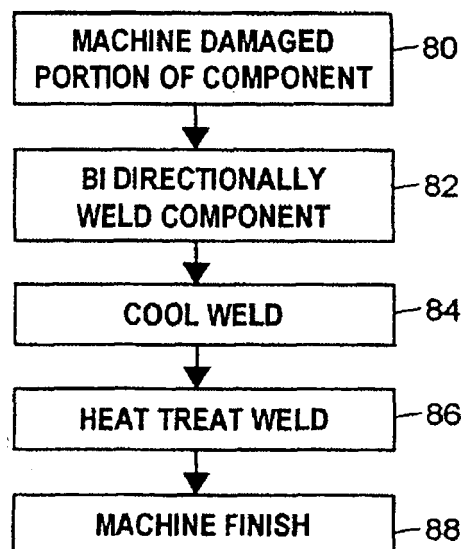 MACHINE DAMAGED
PORTION OF COMPONENT
80
BI DIRECTIONALLY
WELD COMPONENT
82
COOL WELD
84
HEAT TREAT WELD
86
MACHINE FINISH
88